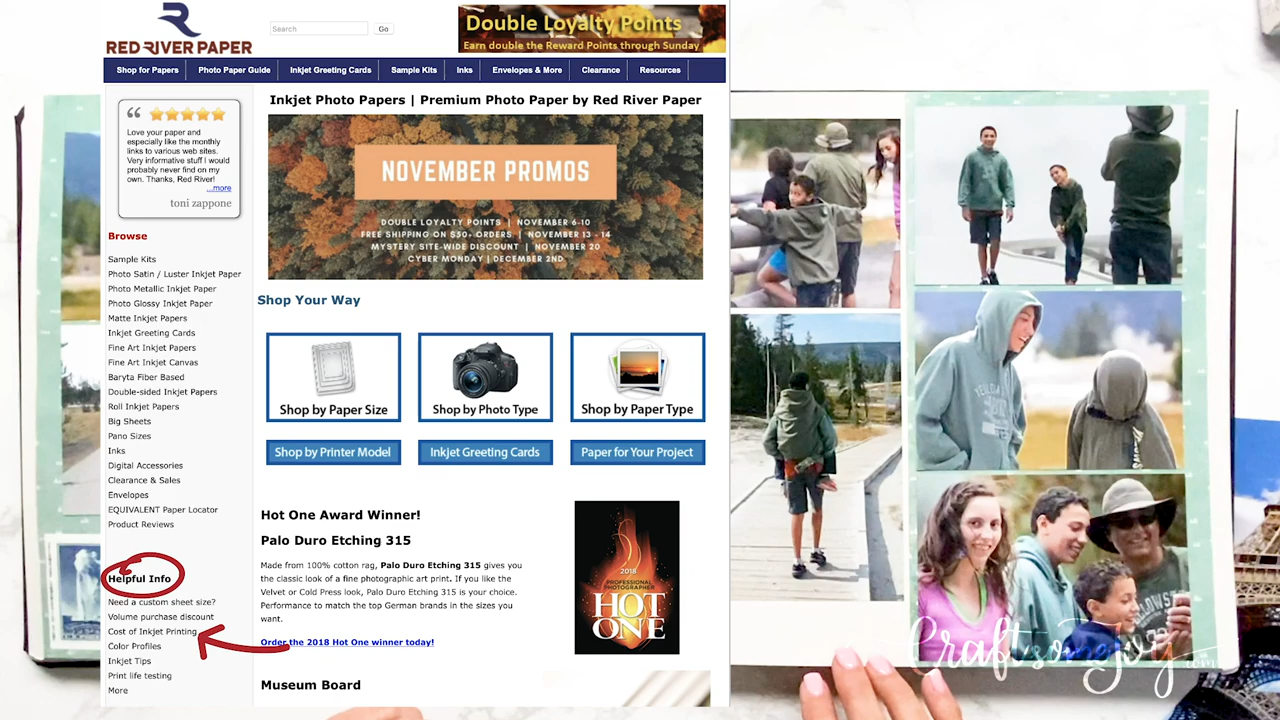 RED RIVER PAPER
Search
Go
Double Loyalty Points
Earn double the Reward Points through Sunday
Shop for Papers
Photo Paper Guide
Inkjet Greeting Cards
Sample Kits
Inks
Envelopes & More
Clearance
Resources
“
Love your paper and
especially like the monthly
links to various web sites.
Very informative stuff I would
probably never find on my
own. Thanks, Red River!
...more
toni zappone
Browse
Sample Kits
Photo Satin / Luster Inkjet Paper
Photo Metallic Inkjet Paper
Photo Glossy Inkjet Paper
Matte Inkjet Papers
Inkjet Greeting Cards
Fine Art Inkjet Papers
Fine Art Inkjet Canvas
Baryta Fiber Based
Double-sided Inkjet Papers
Roll Inkjet Papers
Big Sheets
Pano Sizes
Inks
Digital Accessories
Clearance & Sales
Envelopes
EQUIVALENT Paper Locator
Product Reviews
Helpful Info
Need a custom sheet size?
Volume purchase discount
Cost of Inkjet Printing
Color Profiles
Inkjet Tips
Print life testing
More
Inkjet Photo Papers | Premium Photo Paper by Red River Paper
NOVEMBER PROMOS
DOUBLE LOYALTY POINTS | NOVEMBER 6-10
FREE SHIPPING ON $50+ ORDERS | NOVEMBER 13 - 14
MYSTERY SITE-WIDE DISCOUNT | NOVEMBER 20
CYBER MONDAY | DECEMBER 2ND
Shop Your Way
Shop by Paper Size
Shop by Photo Type
Shop by Paper Type
Shop by Printer Model
Inkjet Greeting Cards
Paper for Your Project
Hot One Award Winner!
Palo Duro Etching 315
Made from 100% cotton rag, Palo Duro Etching 315 gives you
the classic look of a fine photographic art print. If you like the
Velvet or Cold Press look, Palo Duro Etching 315 is your choice.
Performance to match the top German brands in the sizes you
want.
Order the 2018 Hot One winner today!
2018
PROFESSIONAL
PHOTOGRAPHER
HOT
ONE
Museum Board
Craftsomejoy.com